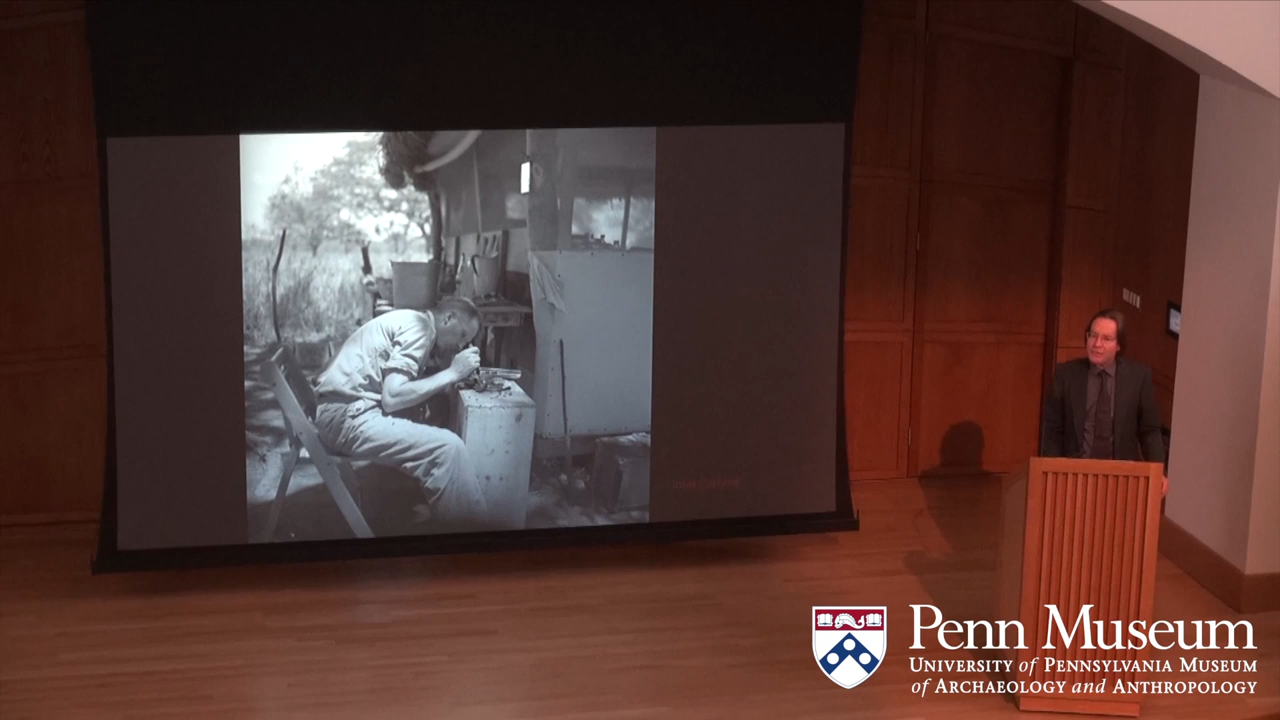 Penn Museum
University of Pennsylvania Museum
of Archaeology and Anthropology